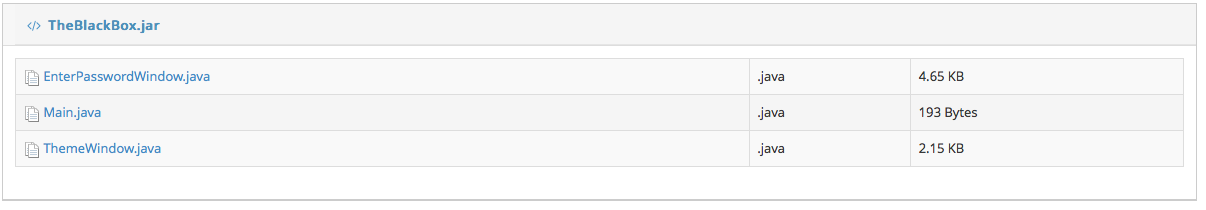 </> TheBlackBox.jar
EnterPasswordWindow.java .java 4.65 KB
Main.java .java 193 Bytes
ThemeWindow.java .java 2.15 KB